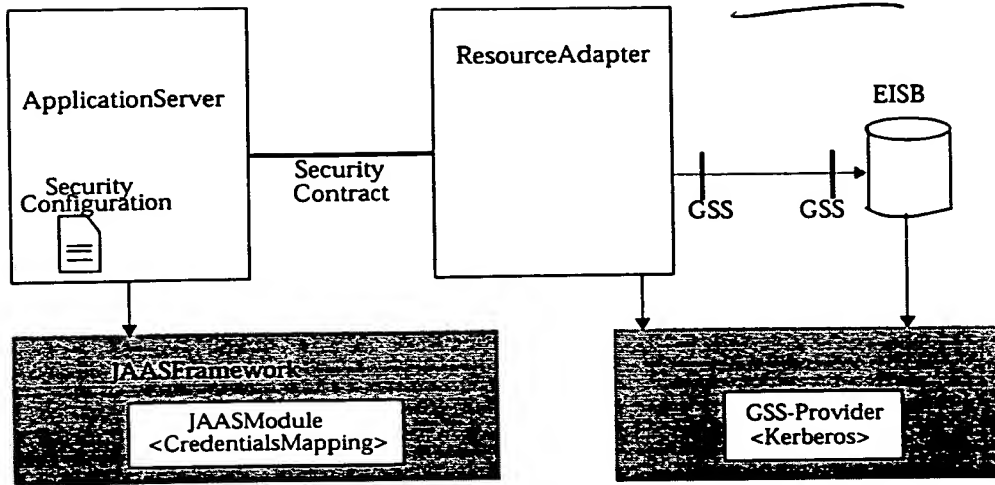 ApplicationServer
Security
Configuration
Security
Contract
ResourceAdapter
EISB
GSS
GSS
JAASFramework
JAASModule
<CredentialsMapping>
GSS-Provider
<Kerberos>